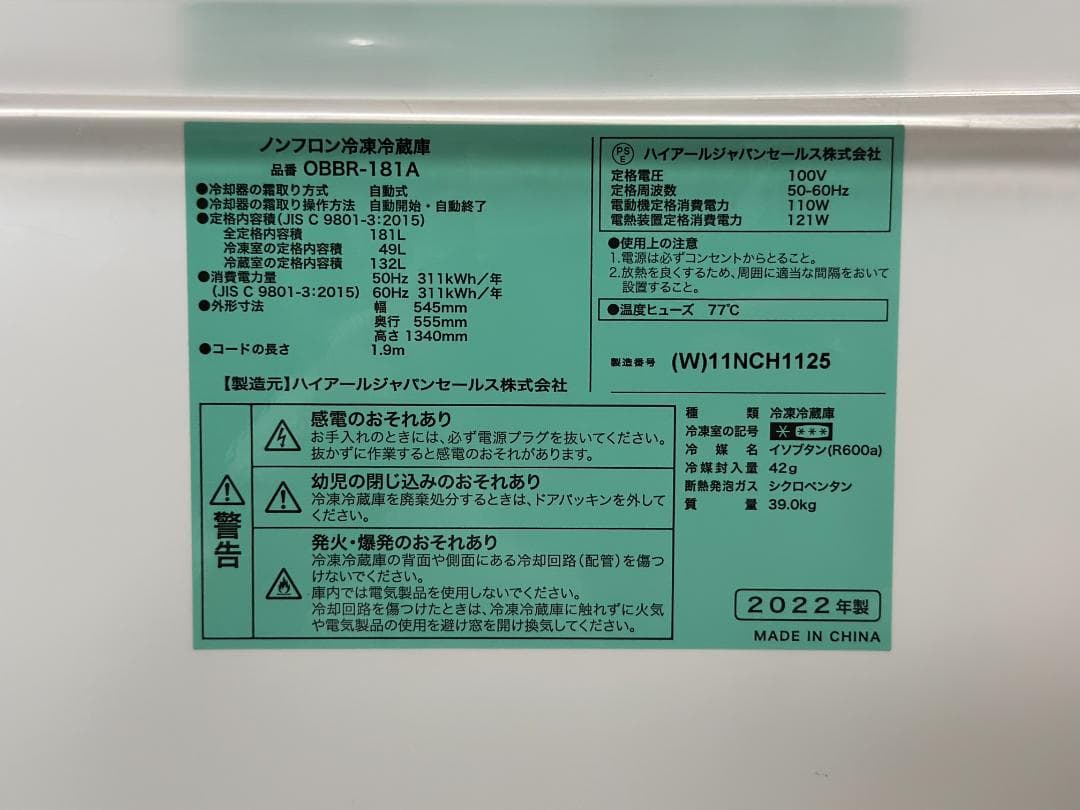 ノンフロン冷凍冷蔵庫
品番 OBBR-181A
●冷却器の霜取り方式 自動式
●冷却器の霜取り操作方法 自動開始・自動終了
●定格内容積(JIS C 9801-3:2015)
全定格内容積 181L
冷凍室の定格内容積 49L
冷蔵室の定格内容積 132L
●消費電力量 50Hz 311kWh/年
(JIS C 9801-3:2015) 60Hz 311kWh/年
●外形寸法 幅 545mm
奥行 555mm
高さ 1340mm
●コードの長さ 1.9m
【製造元】ハイアールジャパンセールス株式会社
PSE ハイアールジャパンセールス株式会社
定格電圧 100V
定格周波数 50-60Hz
電動機定格消費電力 110W
電熱装置定格消費電力 121W
●使用上の注意
1.電源は必ずコンセントからとること。
2.放熱を良くするため、周囲に適当な間隔をおいて
設置すること。
●温度ヒューズ 77℃
製造番号 (W)11NCH1125
警告
感電のおそれあり
お手入れのときには、必ず電源プラグを抜いてください。
抜かずに作業すると感電のおそれがあります。
幼児の閉じ込みのおそれあり
冷凍冷蔵庫を廃棄処分するときは、ドアパッキンを外して
ください。
発火・爆発のおそれあり
冷凍冷蔵庫の背面や側面にある冷却回路(配管)を傷つ
けないでください。
庫内では電気製品を使用しないでください。
冷却回路を傷つけたときは、冷凍冷蔵庫に触れずに火気
や電気製品の使用を避け窓を開け換気してください。
種類 冷凍冷蔵庫
冷凍室の記号 * ***
冷媒名 イソブタン(R600a)
冷媒封入量 42g
断熱発泡ガス シクロペンタン
質量 39.0kg
2022年製
MADE IN CHINA